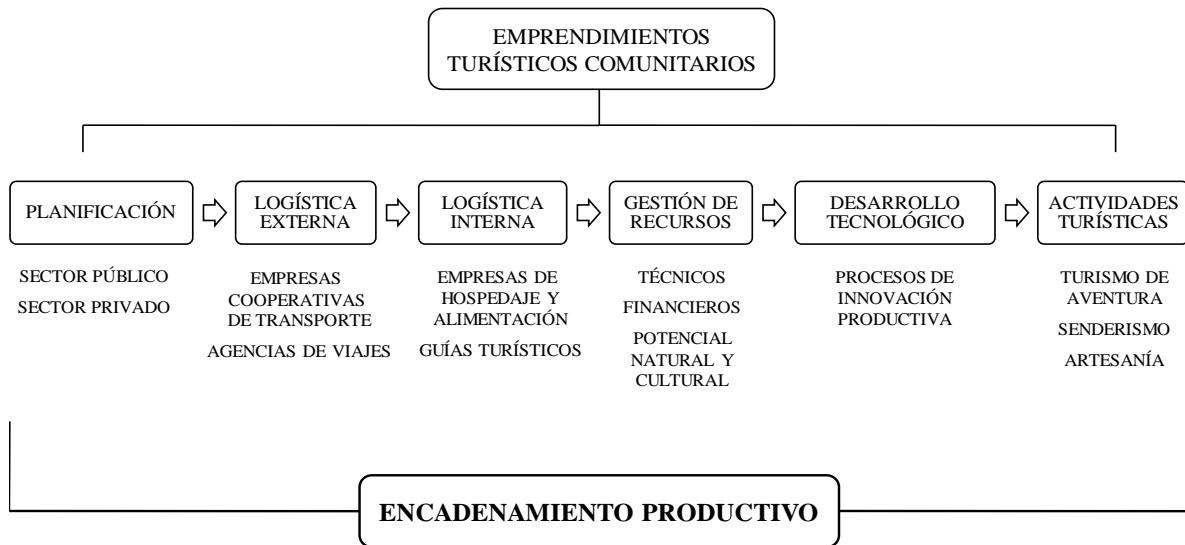 EMPRENDIMIENTOS
TURÍSTICOS COMUNITARIOS
PLANIFICACIÓN
SECTOR PÚBLICO
SECTOR PRIVADO
LOGÍSTICA
EXTERNA
EMPRESAS
COOPERATIVAS
DE TRANSPORTE
AGENCIAS DE VIAJES
LOGÍSTICA
INTERNA
EMPRESAS DE
HOSPEDAJE Y
ALIMENTACIÓN
GUÍAS TURÍSTICOS
GESTIÓN DE
RECURSOS
TÉCNICOS
FINANCIEROS
POTENCIAL
NATURAL Y
CULTURAL
DESARROLLO
TECNOLÓGICO
PROCESOS DE
INNOVACIÓN
PRODUCTIVA
ACTIVIDADES
TURÍSTICAS
TURISMO DE
AVENTURA
SENDERISMO
ARTESANÍA
ENCADENAMIENTO PRODUCTIVO